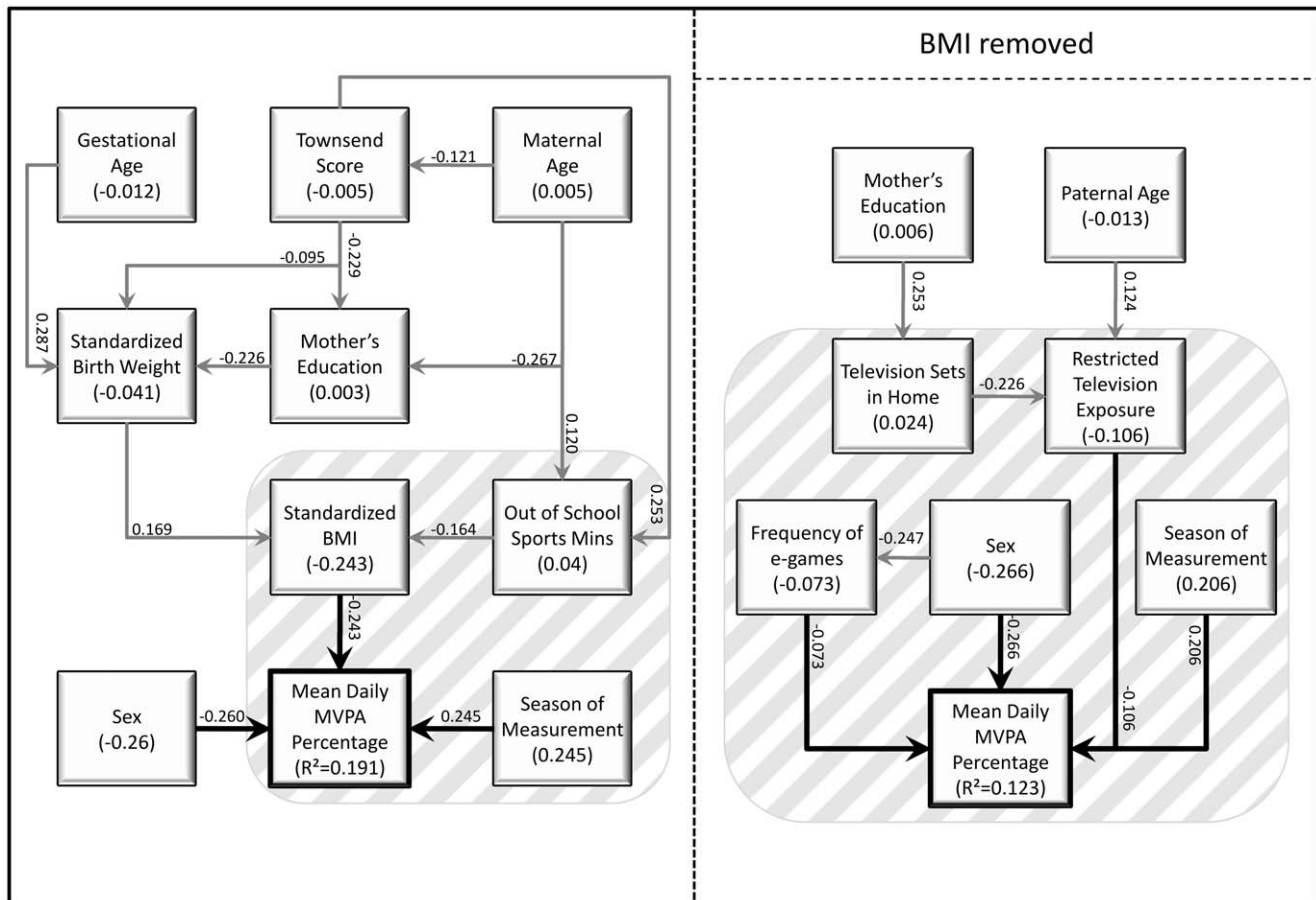 BMI removed
Gestational
Age
(-0.012)
Townsend
Score
(-0.005)
-0.121
Maternal
Age
(0.005)
-0.095
-0.229
0.287
Standardized
Birth Weight
(-0.041)
-0.226
Mother's
Education
(0.003)
-0.267
0.120
0.253
0.169
Standardized
BMI
(-0.243)
-0.164
Out of School
Sports Mins
(0.04)
-0.243
Sex
(-0.26)
-0.260
Mean Daily
MVPA
Percentage
(R²=0.191)
0.245
Season of
Measurement
(0.245)
Mother's
Education
(0.006)
Paternal Age
(-0.013)
0.253
0.124
Television Sets
in Home
(0.024)
-0.226
Restricted
Television
Exposure
(-0.106)
Frequency of
e-games
(-0.073)
-0.247
Sex
(-0.266)
Season of
Measurement
(0.206)
-0.073
-0.266
-0.106
0.206
Mean Daily
MVPA
Percentage
(R²=0.123)